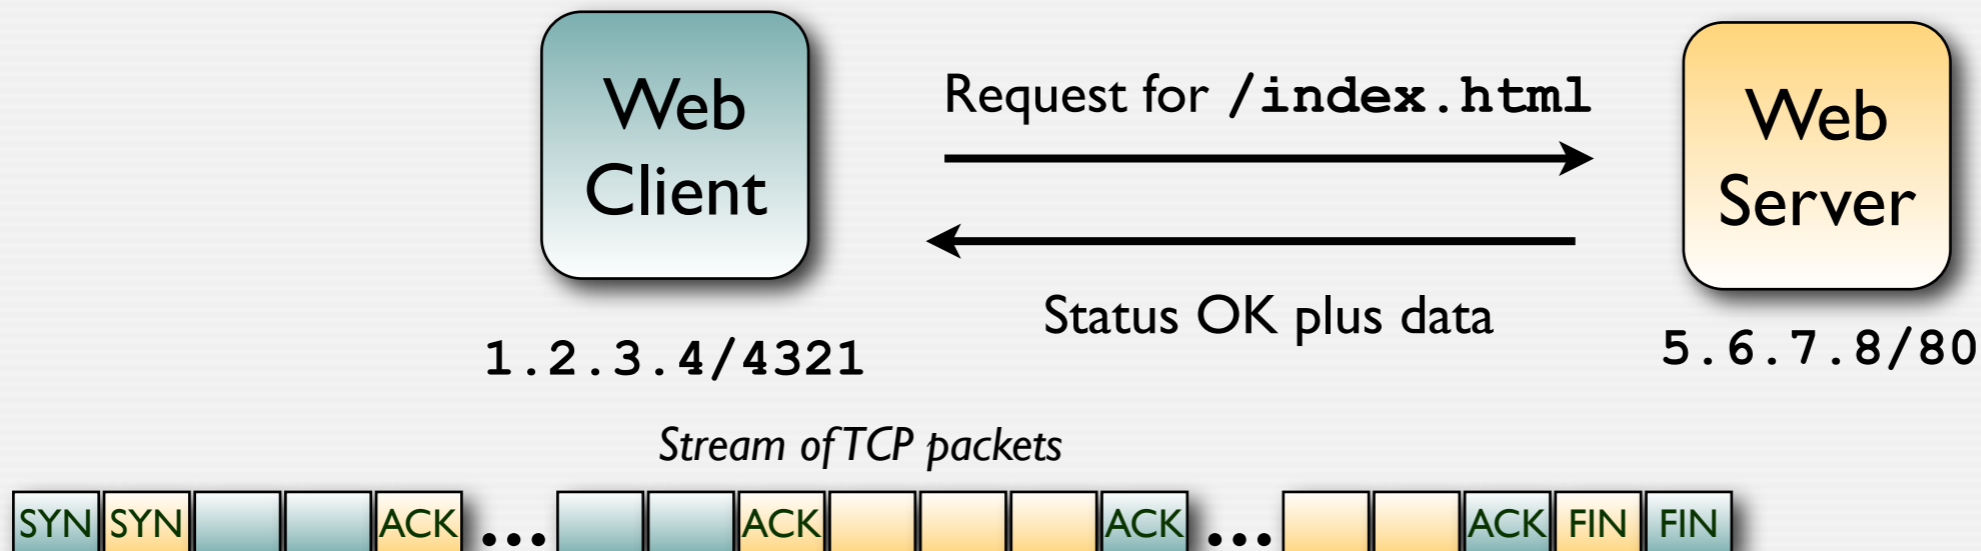 Web
Client
Request for /index.html
Web
Server
Status OK plus data
1.2.3.4/4321
5.6.7.8/80
Stream of TCP packets
SYN SYN ACK ... ACK ACK ... ACK FIN FIN